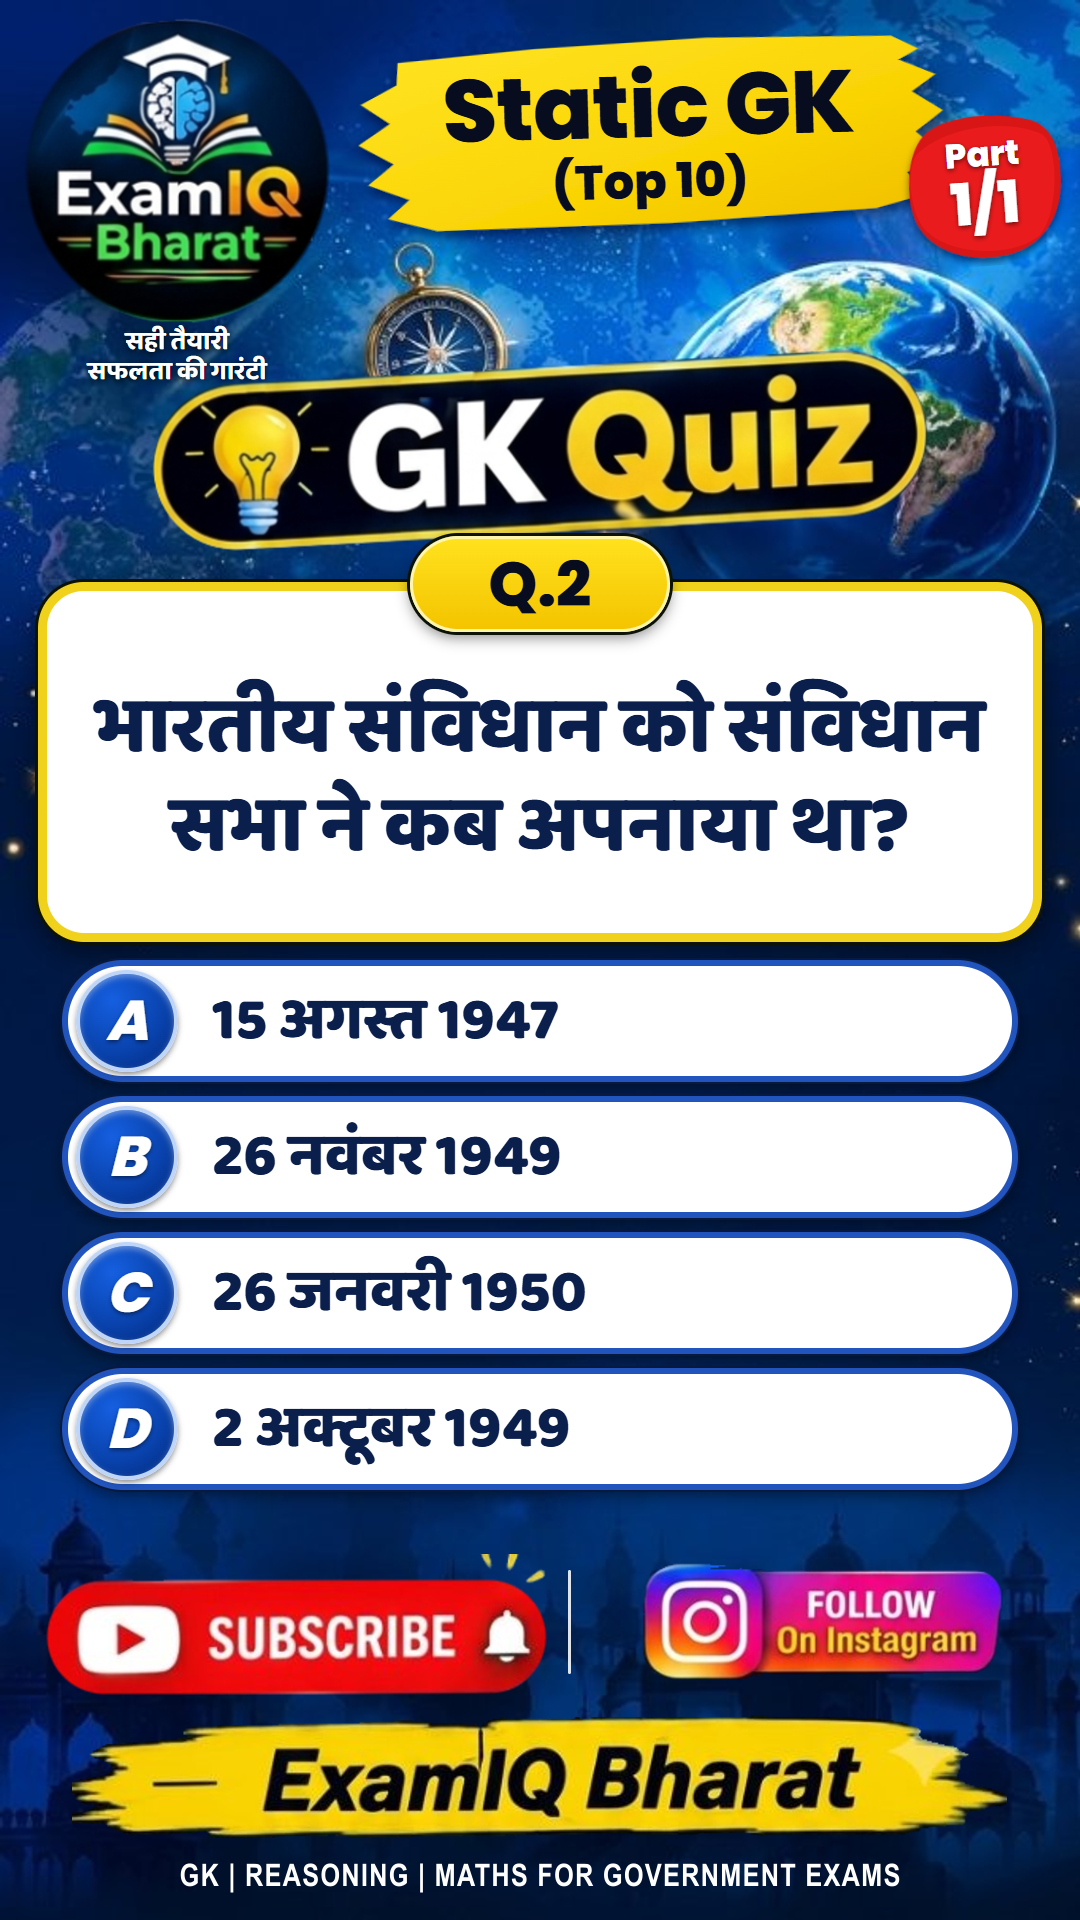 ExamIQ
Bharat
सही तैयारी
सफलता की गारंटी
Static GK
(Top 10)
Part
1/1
GK Quiz
Q.2
भारतीय संविधान को संविधान
सभा ने कब अपनाया था?
A 15 अगस्त 1947
B 26 नवंबर 1949
C 26 जनवरी 1950
D 2 अक्टूबर 1949
SUBSCRIBE
FOLLOW
On Instagram
ExamIQ Bharat
GK | REASONING | MATHS FOR GOVERNMENT EXAMS